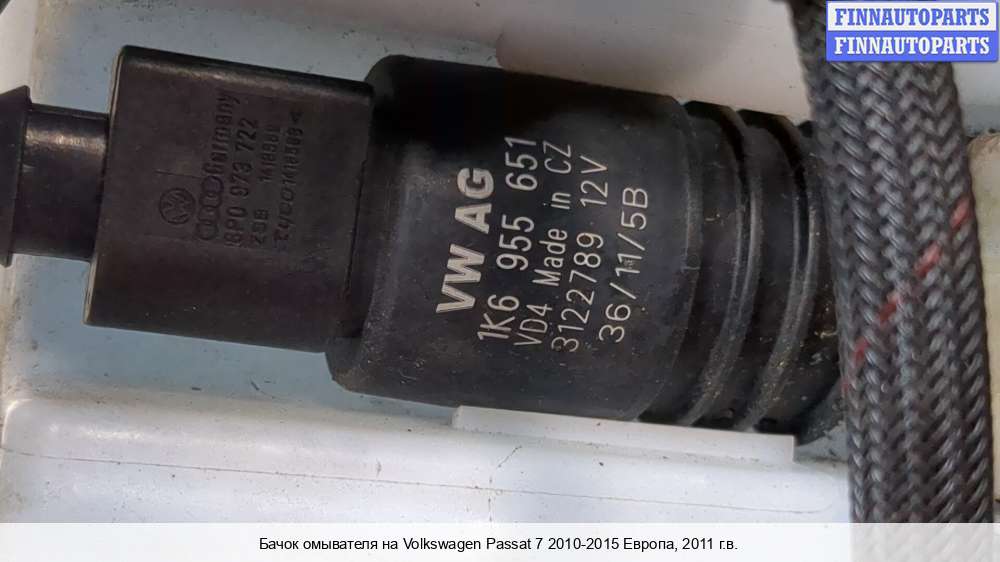 FINNAUTOPARTS
FINNAUTOPARTS
Germany
8P0 973 722
VW AG
1K6 955 651
VD4 Made in CZ
3122789 12V
36/11/5B
Бачок омывателя на Volkswagen Passat 7 2010-2015 Европа, 2011 г.в.